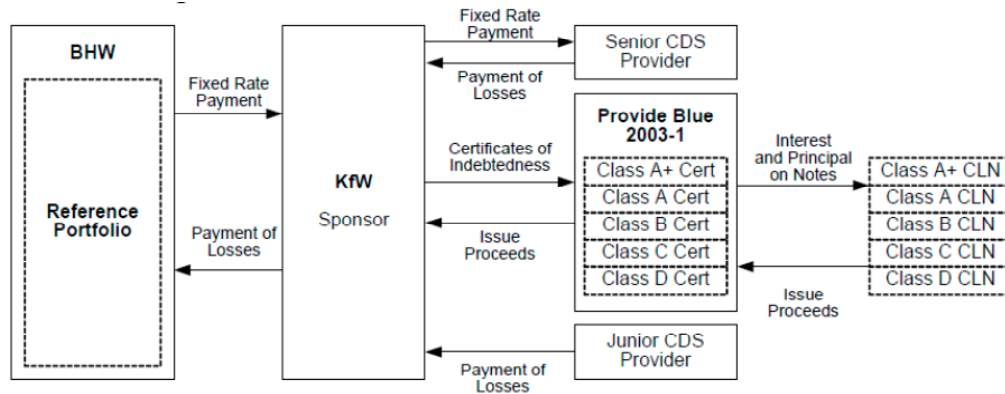 BHW
Reference
Portfolio
Fixed Rate
Payment
Payment of
Losses
KfW
Sponsor
Fixed Rate
Payment
Payment of
Losses
Certificates of
Indebtedness
Issue
Proceeds
Payment of
Losses
Senior CDS
Provider
Provide Blue
2003-1
Class A+ Cert
Class A Cert
Class B Cert
Class C Cert
Class D Cert
Junior CDS
Provider
Interest
and Principal
on Notes
Issue
Proceeds
Class A+ CLN
Class A CLN
Class B CLN
Class C CLN
Class D CLN